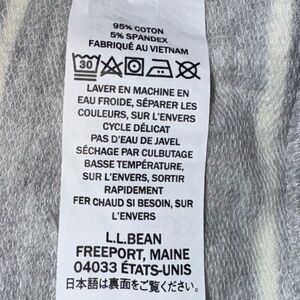 95% COTON
5% SPANDEX
FABRIQUÉ AU VIETNAM
30
LAVER EN MACHINE EN
EAU FROIDE, SÉPARER LES
COULEURS, SUR L'ENVERS
CYCLE DÉLICAT
PAS D'EAU DE JAVEL
SÉCHAGE PAR CULBUTAGE
BASSE TEMPÉRATURE,
SUR L'ENVERS, SORTIR
RAPIDEMENT
FER CHAUD SI BESOIN, SUR
L'ENVERS
L.L.BEAN
FREEPORT, MAINE
04033 ÉTATS-UNIS
日本語は裏面をご覧ください。